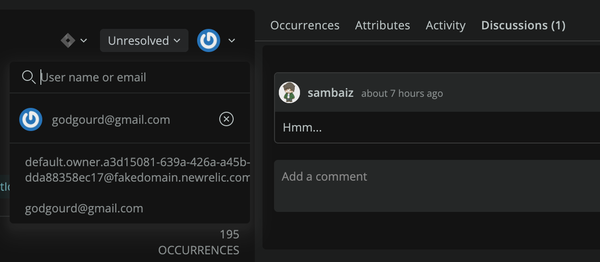 Unresolved
User name or email
godgourd@gmail.com
default.owner.a3d15081-639a-426a-a45b-
dda88358ec17@fakedomain.newrelic.com
godgourd@gmail.com
195
OCCURRENCES
Occurrences Attributes Activity Discussions (1)
sambaiz about 7 hours ago
Hmm...
Add a comment